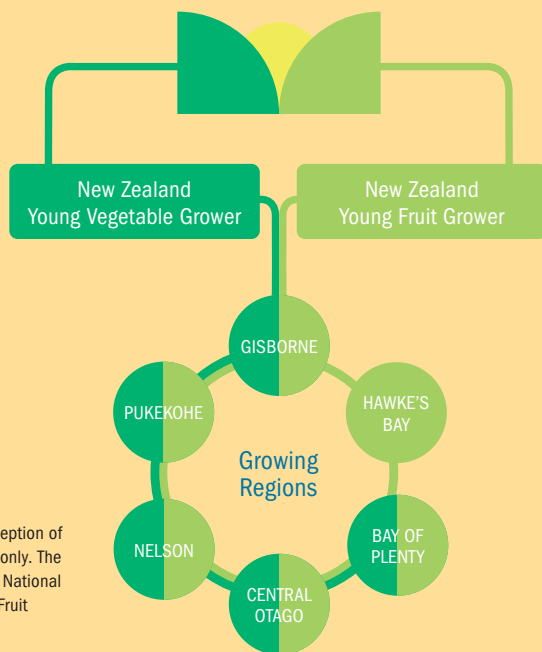 New Zealand
Young Vegetable Grower
New Zealand
Young Fruit Grower
GISBORNE
PUKEKOHE
HAWKE'S
BAY
Growing
Regions
NELSON
BAY OF
PLENTY
CENTRAL
OTAGO
only. The
National
Fruit